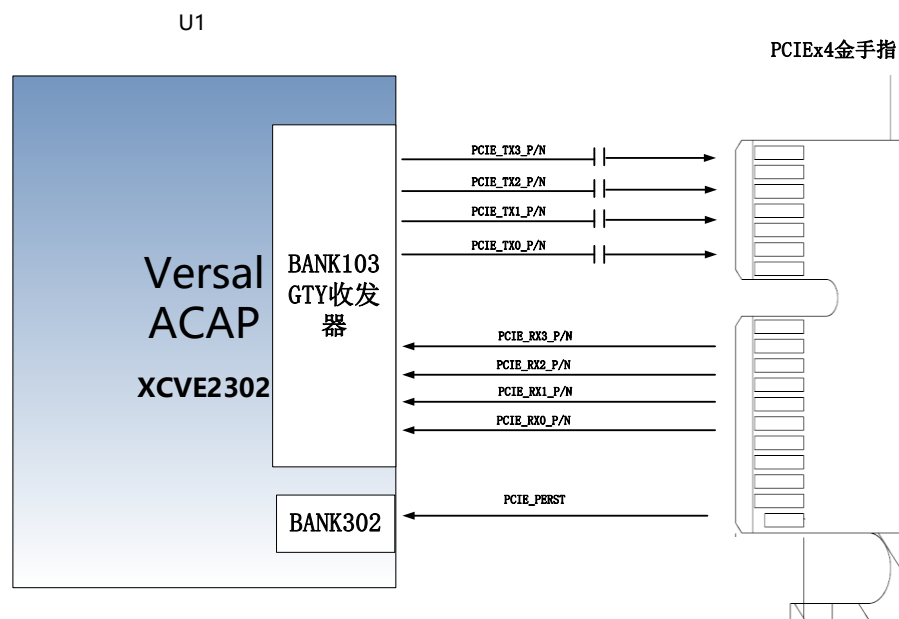 U1
PCIEx4金手指
PCIE_TX3_P/N
PCIE_TX2_P/N
PCIE_TX1_P/N
PCIE_TX0_P/N
Versal
ACAP
XCVE2302
BANK103
GTY收发
器
PCIE_RX3_P/N
PCIE_RX2_P/N
PCIE_RX1_P/N
PCIE_RX0_P/N
PCIE_PERST
BANK302